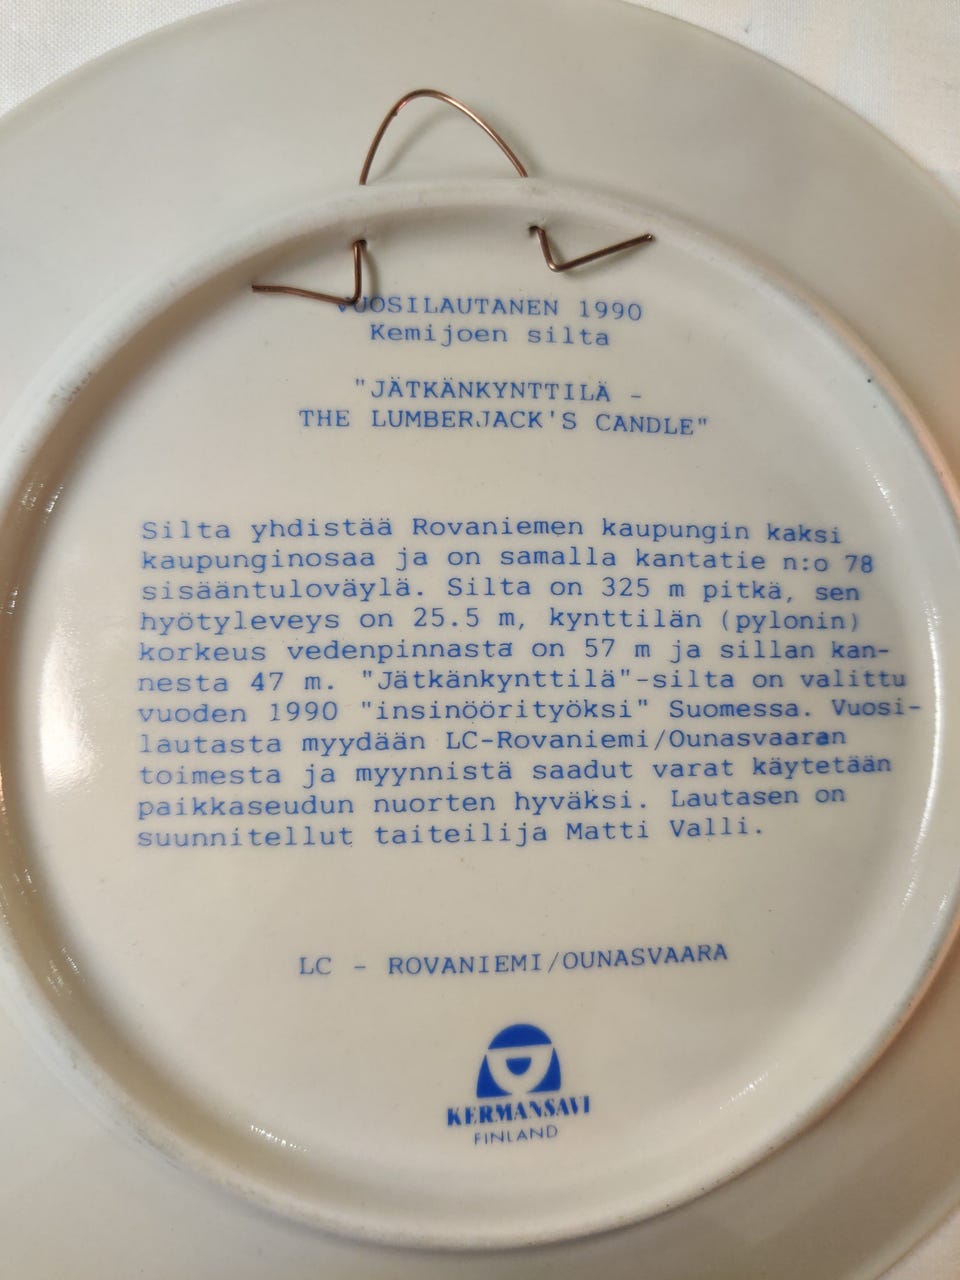 VUOSILAUTANEN 1990
Kemijoen silta
"JÄTKÄNKYNTTILÄ -
THE LUMBERJACK'S CANDLE"
Silta yhdistää Rovaniemen kaupungin kaksi
kaupunginosaa ja on samalla kantatie n:o 78
sisääntuloväylä. Silta on 325 m pitkä, sen
hyötyleveys on 25.5 m, kynttilän (pylonin)
korkeus vedenpinnasta on 57 m ja sillan kan-
nesta 47 m. "Jätkänkynttilä"-silta on valittu
vuoden 1990 "insinöörityöksi" Suomessa. Vuosi-
lautasta myydään LC-Rovaniemi/Ounasvaaran
toimesta ja myynnistä saadut varat käytetään
paikkaseudun nuorten hyväksi. Lautasen on
suunnitellut taiteilija Matti Valli.
LC - ROVANIEMI/OUNASVAARA
KERMANSAVI
FINLAND